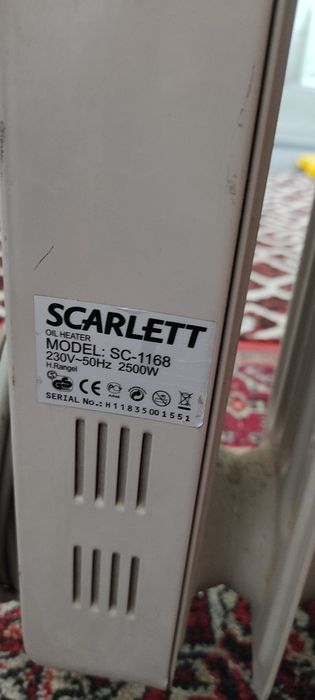 SCARLETT
OIL HEATER
MODEL: SC-1168
230V~50Hz 2500W
H.Rangel
SERIAL No.: H11835001551